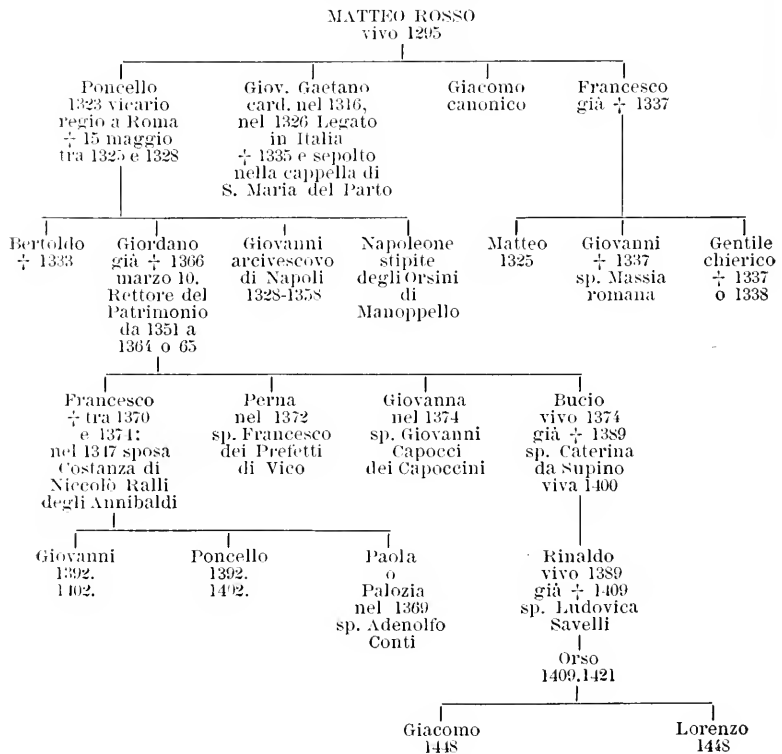 MATTEO ROSSO
vivo 1295
Poncello
1323 vicario
regio a Roma
✝ 15 maggio
tra 1325 e 1328
Giov. Gaetano
card. nel 1316,
nel 1326 Legato
in Italia
✝ 1335 e sepolto
nella cappella di
S. Maria del Parto
Giacomo
canonico
Francesco
già ✝ 1337
Bertoldo
✝ 1333
Giordano
già ✝ 1366
marzo 10.
Rettore del
Patrimonio
da 1351 a
1364 o 65
Giovanni
arcivescovo
di Napoli
1328-1358
Napoleone
stipite
degli Orsini
di
Manoppello
Matteo
1325
Giovanni
✝ 1337
sp. Massia
romana
Gentile
chierico
✝ 1337
o 1338
Francesco
✝ tra 1370
e 1374:
nel 1347 sposa
Costanza di
Niccolò Ralli
degli Annibaldi
Perna
nel 1372
sp. Francesco
dei Prefetti
di Vico
Giovanna
nel 1374
sp. Giovanni
Capocci
dei Capoccini
Bucio
vivo 1374
già ✝ 1389
sp. Caterina
da Supino
viva 1400
Giovanni
1392.
1402.
Poncello
1392.
1402.
Paola
o
Palozia
nel 1369
sp. Adenolfo
Conti
Rinaldo
vivo 1389
già ✝ 1409
sp. Ludovica
Savelli
Orso
1409.1421
Giacomo
1448
Lorenzo
1448